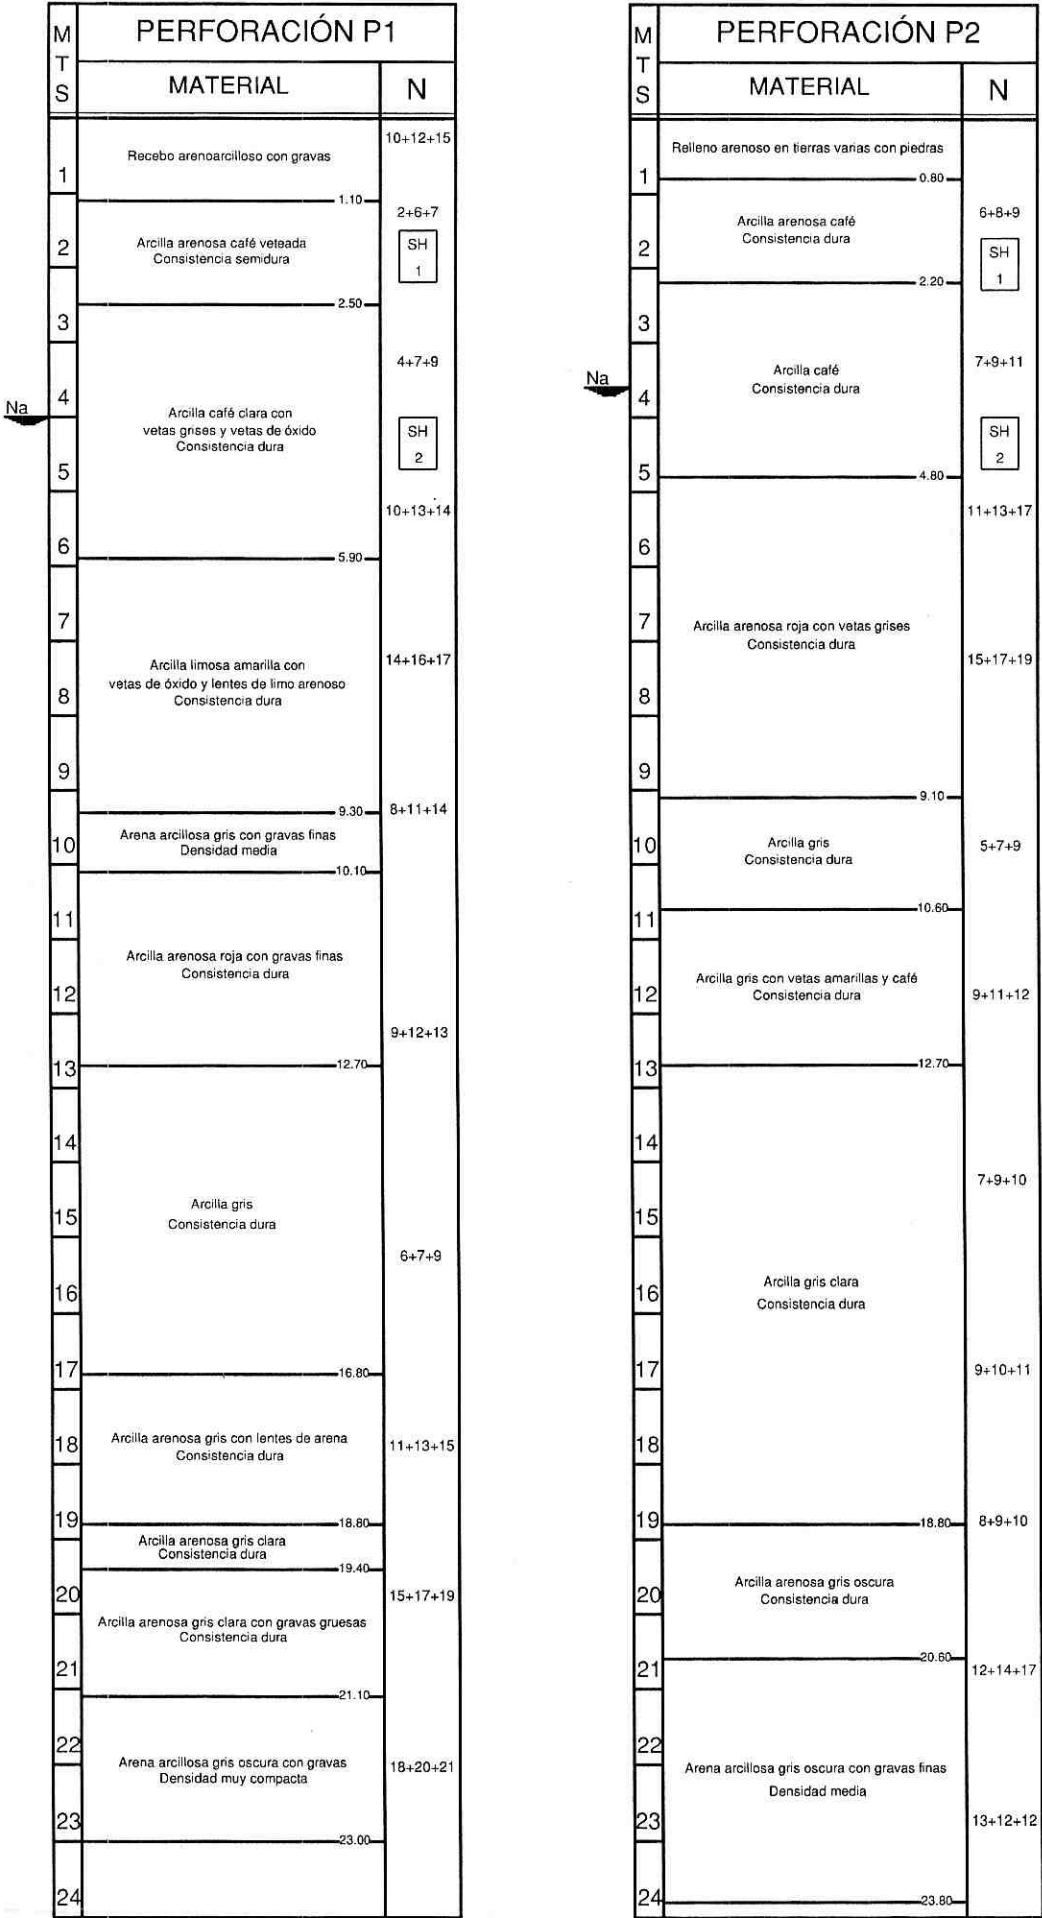 PERFORACIÓN P1
M
T
S
MATERIAL
N
10+12+15
Recebo arenoarcilloso con gravas
1
1.10
2+6+7
Arcilla arenosa café veteada
Consistencia semidura
2
SH
1
2.50
3
4+7+9
4
Na
Arcilla café clara con
vetas grises y vetas de óxido
Consistencia dura
SH
2
5
10+13+14
6
5.90
7
14+16+17
Arcilla limosa amarilla con
vetas de óxido y lentes de limo arenoso
Consistencia dura
8
9
9.30
8+11+14
Arena arcillosa gris con gravas finas
Densidad media
10
10.10
11
Arcilla arenosa roja con gravas finas
Consistencia dura
12
9+12+13
12.70
13
14
Arcilla gris
Consistencia dura
15
6+7+9
16
17
16.80
Arcilla arenosa gris con lentes de arena
Consistencia dura
18
11+13+15
19
18.80
Arcilla arenosa gris clara
Consistencia dura
19.40
20
15+17+19
Arcilla arenosa gris clara con gravas gruesas
Consistencia dura
21
21.10
22
Arena arcillosa gris oscura con gravas
Densidad muy compacta
18+20+21
23
23.00
24
PERFORACIÓN P2
M
T
S
MATERIAL
N
Relleno arenoso en tierras varias con piedras
1
0.80
6+8+9
Arcilla arenosa café
Consistencia dura
2
SH
1
2.20
3
7+9+11
Arcilla café
Consistencia dura
Na
4
SH
2
5
4.80
11+13+17
6
7
Arcilla arenosa roja con vetas grises
Consistencia dura
15+17+19
8
9
9.10
10
Arcilla gris
Consistencia dura
5+7+9
10.60
11
Arcilla gris con vetas amarillas y café
Consistencia dura
12
9+11+12
12.70
13
14
7+9+10
15
Arcilla gris clara
Consistencia dura
16
17
9+10+11
18
19
18.80
8+9+10
Arcilla arenosa gris oscura
Consistencia dura
20
20.60
21
12+14+17
22
Arena arcillosa gris oscura con gravas finas
Densidad media
23
13+12+12
24
23.80